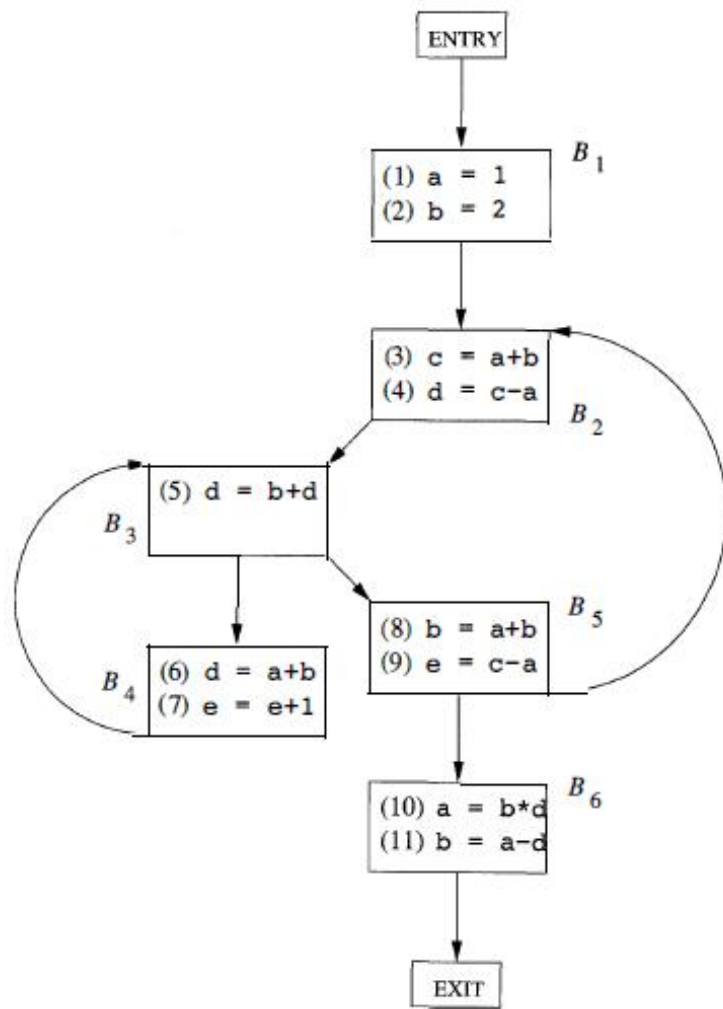 ENTRY
B1
(1) a = 1
(2) b = 2
(3) c = a+b
(4) d = c-a
B2
(5) d = b+d
B3
B5
(8) b = a+b
(9) e = c-a
B4
(6) d = a+b
(7) e = e+1
B6
(10) a = b*d
(11) b = a-d
EXIT